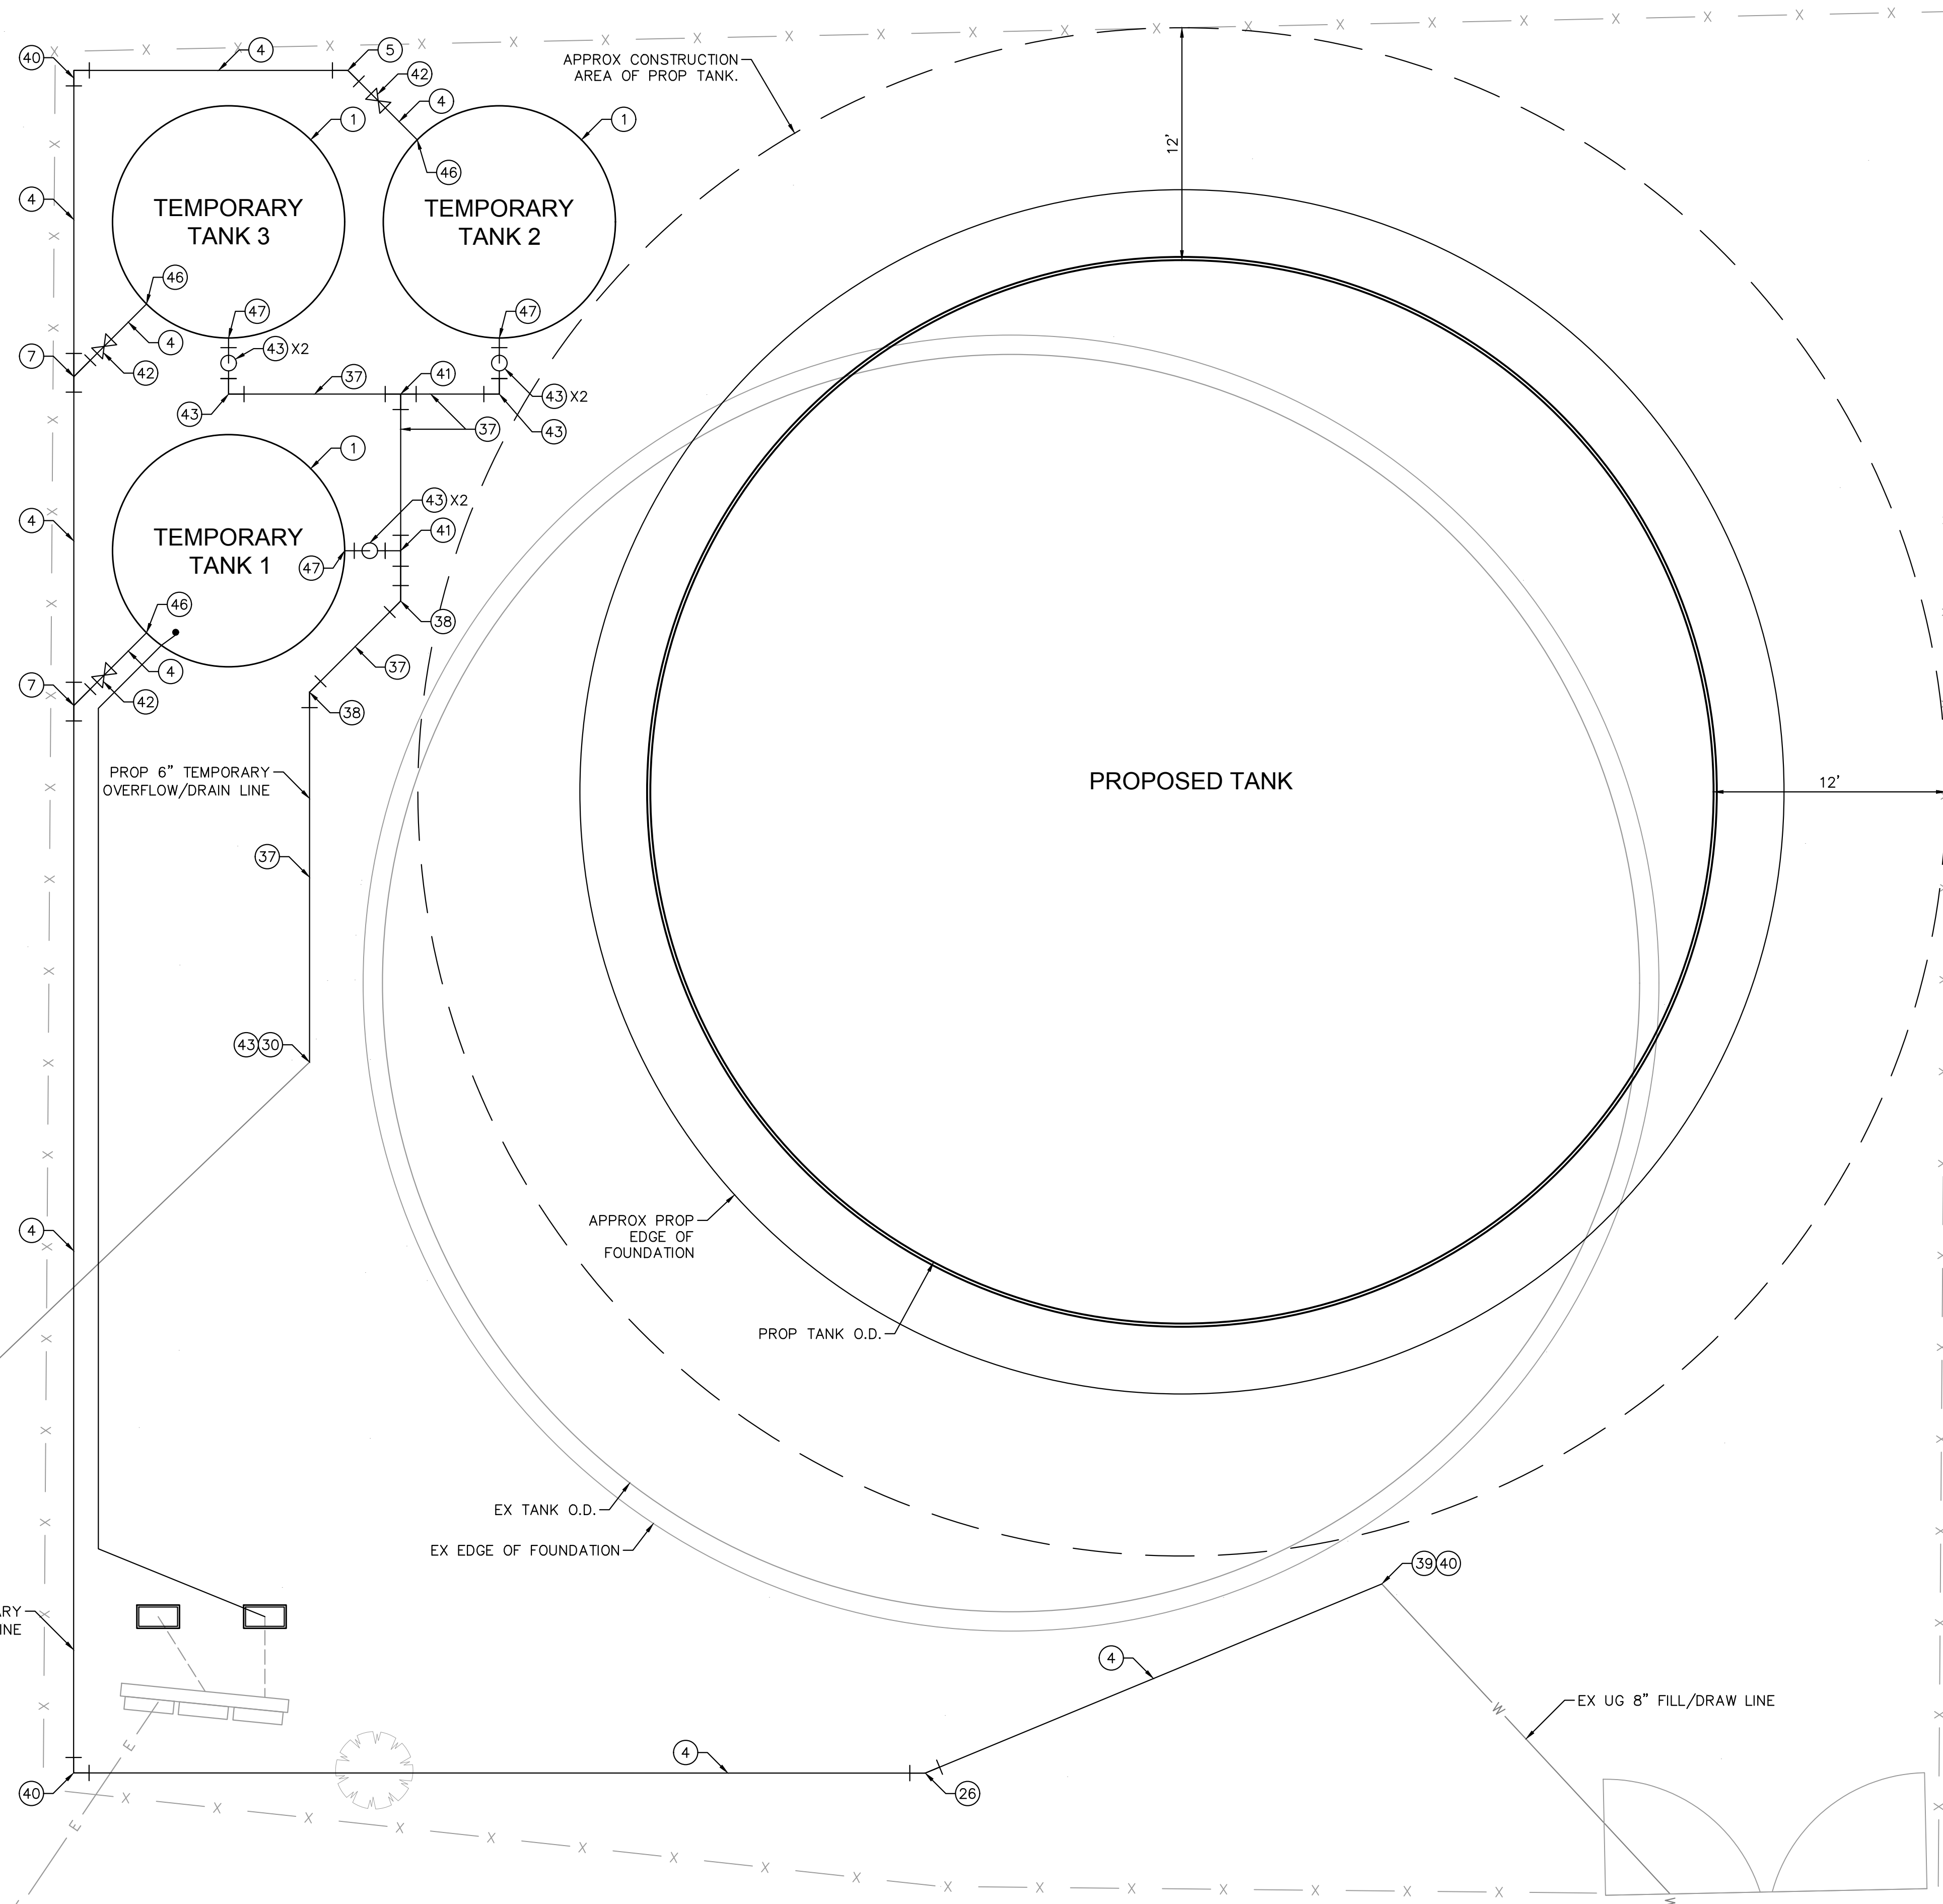 40
4
5
42
4
APPROX CONSTRUCTION
AREA OF PROP TANK.
1
1
12'
46
4
TEMPORARY
TANK 3
TEMPORARY
TANK 2
46
47
47
4
7
42
43 X2
43 X2
37
41
43
37
43
1
4
43 X2
41
TEMPORARY
TANK 1
47
46
38
4
37
7
42
38
PROP 6" TEMPORARY
OVERFLOW/DRAIN LINE
PROPOSED TANK
12'
37
43 30
4
APPROX PROP
EDGE OF
FOUNDATION
PROP TANK O.D.
EX TANK O.D.
EX EDGE OF FOUNDATION
39 40
ARY
INE
4
W
EX UG 8" FILL/DRAW LINE
E
4
40
26
E
W
X X X X X X X X X X X X X X X X X X X X